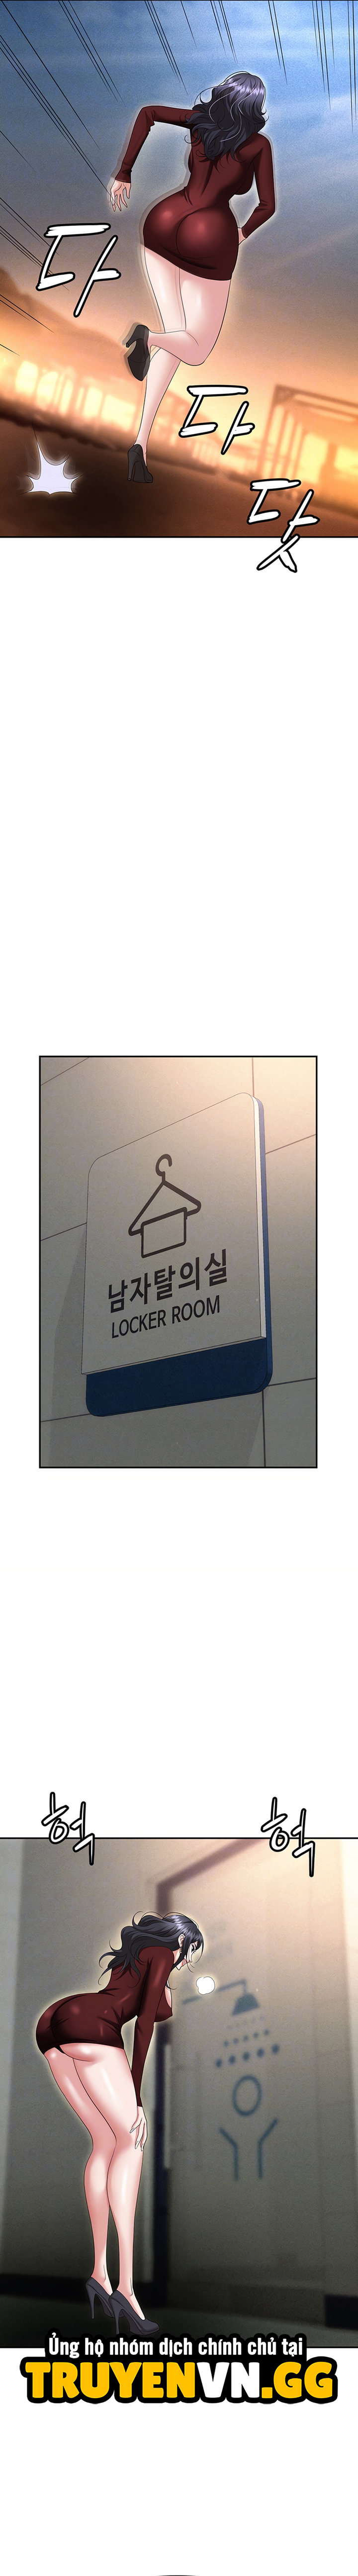 다
다
닷
남자탈의실
LOCKER ROOM
헉
헉
Ủng hộ nhóm dịch chính chủ tại
TRUYENVN.GG